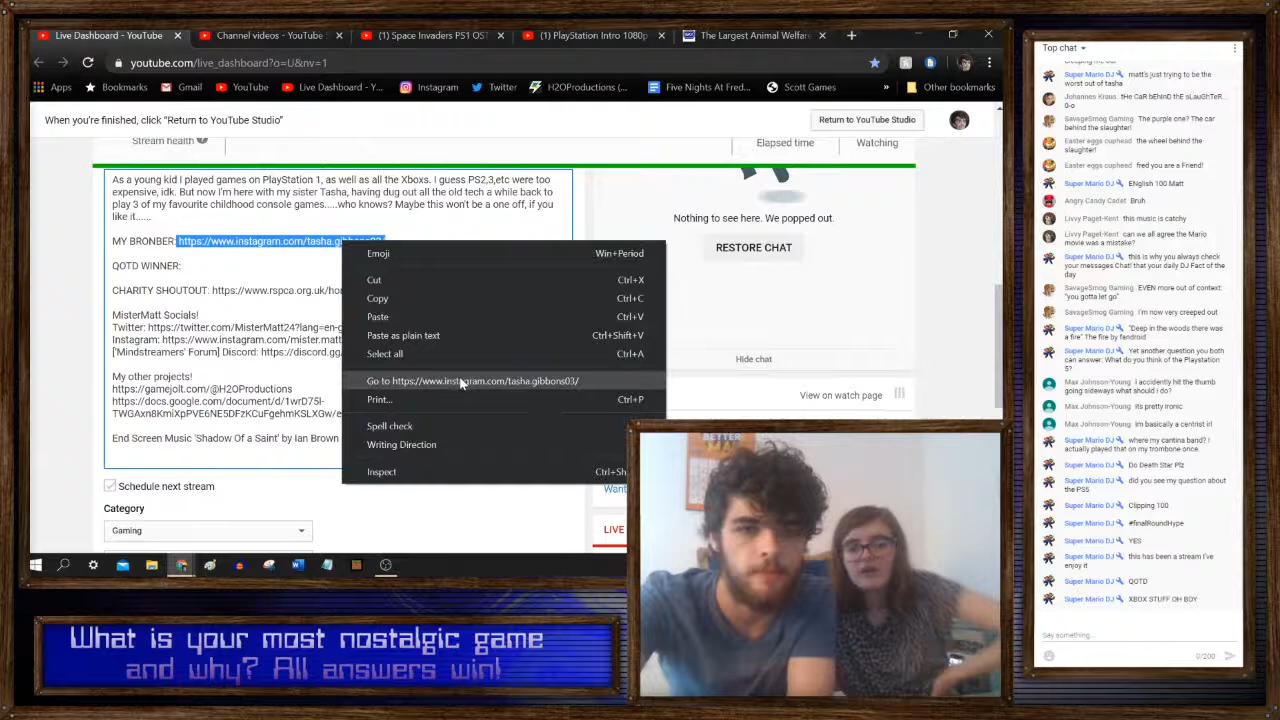 Live Dashboard - YouTube
Channel videos - YouTube S
(1) Space Invaders PS1 OST
(1) PlayStation Intro 1080p
The Largest Animal Welfare
youtube.com/live_dashboard?o=U&nv=1
Apps
Bookmarks
Gmail
YouTube
Live Dashboard - Y
Instagram
Twitter
H2OProductions (
Five Nights At Fred...
Scott Games
Other bookmarks
When you're finished, click "Return to YouTube Studio"
Return to YouTube Studio
Stream health
Elapsed time
Watching
As a young kid I played games on PlayStation 1, as well as all the Xboxs. I guess PS2,3,etc were too
expensive, idk. But now I'm here with my sister Tasha, having dug out all the old tech a while back to
play 3 of my favourite childhood console games.....who knows? Maybe this won't be a one off, if you
like it.....
MY BRONBER: https://www.instagram.com/tasha.gibbons03/
QOTD WINNER:
CHARITY SHOUTOUT: https://www.rspca.org.uk/ho
MisterMatt Socials!
Twitter: https://twitter.com/MisterMatt24?lang=en-g
Instagram: https://www.instagram.com/mister.matt
['Mindstreamers' Forum] Discord: https://discord.gg
My other projects!
https://gamejolt.com/@H2OProductions
https://docs.google.com/document/d/1wrD7SI-
TWGAxn8KmiXpPVE6NE5DFzKCuFgehmKSLXGw/e
End Screen Music 'Shadow Of a Saint' by Ian Brown
Emoji Win+Period
Cut Ctrl+X
Copy Ctrl+C
Paste Ctrl+V
Paste as plain text Ctrl+Shift+V
Select all Ctrl+A
Go to https://www.instagram.com/tasha.gibbons03/
Print... Ctrl+P
Spell check
Writing Direction
Inspect Ctrl+Sh
Nothing to see here. We popped out.
RESTORE CHAT
Hide chat
View on watch page
Want
LIVE
Schedule next stream
Category
Gaming
BETTER
What is your most nostalgic game
and why? All answers win!
Top chat
creeping me out
Super Mario DJ matt's just trying to be the
worst out of tasha
Johannes Kraus tHe CaR bEhinD thE sLauGhTeR...
0-o
SavageSmog Gaming The purple one? The car
behind the slaughter!
Easter eggs cuphead the wheel behind the
slaughter!
Easter eggs cuphead fred you are a Friend!
Super Mario DJ ENglish 100 Matt
Angry Candy Cadet Bruh
Livvy Paget-Kent this music is catchy
Livvy Paget-Kent can we all agree the Mario
movie was a mistake?
Super Mario DJ this is why you always check
your messages Chat! that your daily DJ Fact of the
day
SavageSmog Gaming EVEN more out of context:
"you gotta let go"
SavageSmog Gaming I'm now very creeped out
Super Mario DJ "Deep in the woods there was
a fire" The fire by fandroid
Super Mario DJ Yet another question you both
can answer: What do you think of the Playstation
5?
Max Johnson-Young i accidently hit the thumb
going sideways what should i do?
Max Johnson-Young its pretty ironic
Max Johnson-Young im basically a centrist irl
Super Mario DJ where my cantina band? I
actually played that on my trombone once.
Super Mario DJ Do Death Star Plz
Super Mario DJ did you see my question about
the PS5
Super Mario DJ Clipping 100
Super Mario DJ #finalRoundHype
Super Mario DJ YES
Super Mario DJ this has been a stream I've
enjoy it
Super Mario DJ QOTD
Super Mario DJ XBOX STUFF OH BOY
Say something...
0/200